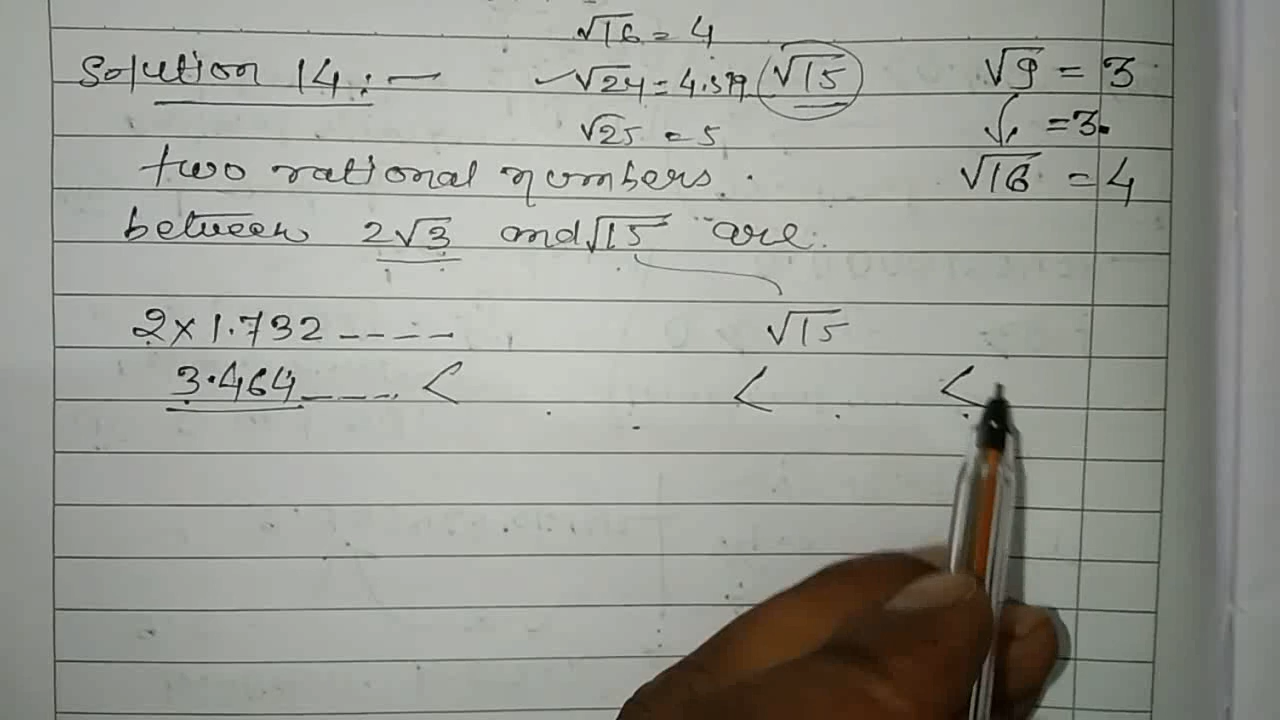 √16 = 4
Solution 14 :— ✓√24 = 4.899 √15 √9 = 3
√25 = 5 √ = 3.
two rational numbers. √16 = 4
between 2√3 and √15 are.
2 × 1.732 ---- √15
3.464 ---- < < <